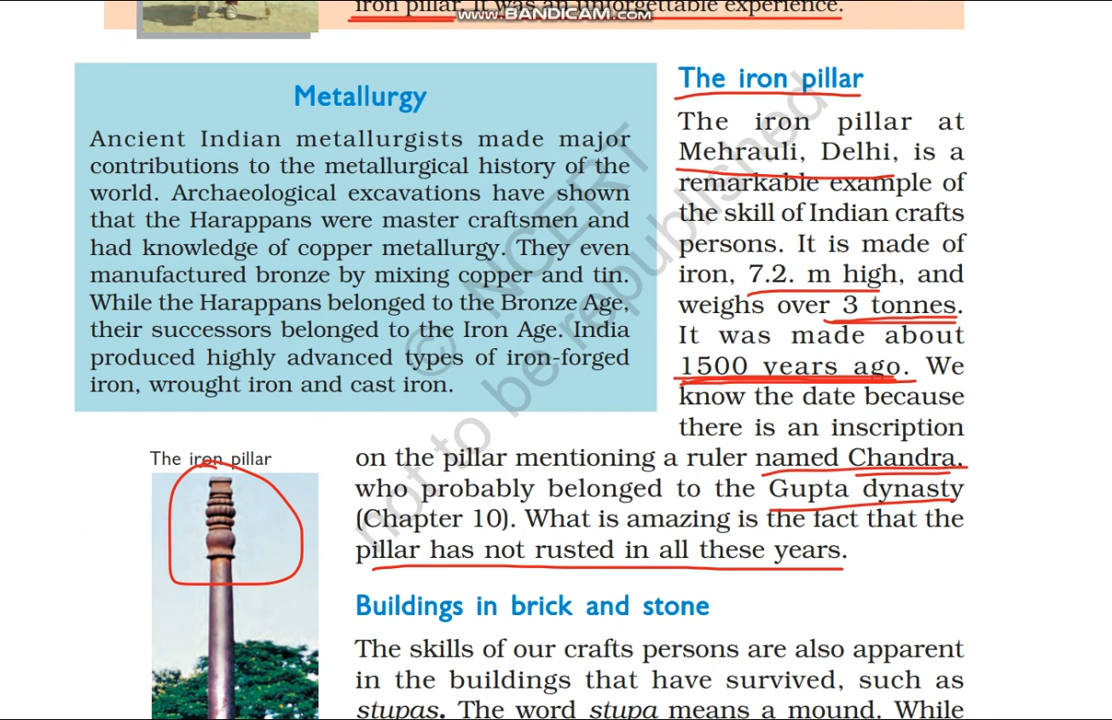 iron pillar. It was an unforgettable experience.
WWW.BANDICAM.COM
Metallurgy
Ancient Indian metallurgists made major
contributions to the metallurgical history of the
world. Archaeological excavations have shown
that the Harappans were master craftsmen and
had knowledge of copper metallurgy. They even
manufactured bronze by mixing copper and tin.
While the Harappans belonged to the Bronze Age,
their successors belonged to the Iron Age. India
produced highly advanced types of iron-forged
iron, wrought iron and cast iron.
The iron pillar
The iron pillar at
Mehrauli, Delhi, is a
remarkable example of
the skill of Indian crafts
persons. It is made of
iron, 7.2. m high, and
weighs over 3 tonnes.
It was made about
1500 years ago. We
know the date because
there is an inscription
on the pillar mentioning a ruler named Chandra,
who probably belonged to the Gupta dynasty
(Chapter 10). What is amazing is the fact that the
pillar has not rusted in all these years.
The iron pillar
Buildings in brick and stone
The skills of our crafts persons are also apparent
in the buildings that have survived, such as
stupas. The word stupa means a mound. While
© NCERT
not to be republished